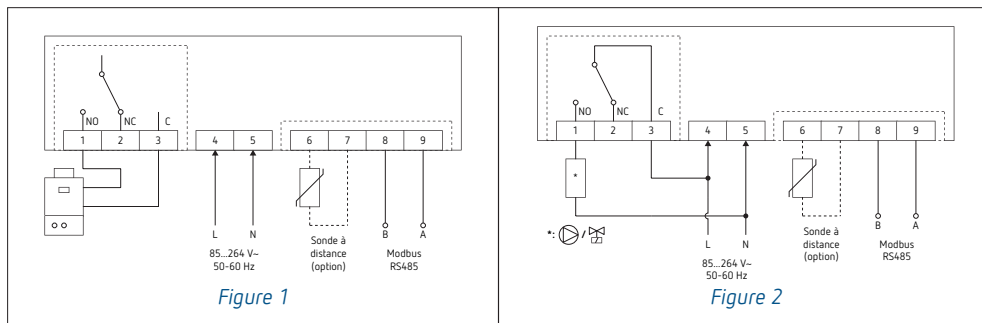 NO
NC
C
1
2
3
4
5
6
7
8
9
L
N
B
A
85...264 V~
50-60 Hz
Sonde à
distance
(option)
Modbus
RS485
Figure 1
NO
NC
C
1
2
3
4
5
6
7
8
9
*
*:
/
L
N
B
A
85...264 V~
50-60 Hz
Sonde à
distance
(option)
Modbus
RS485
Figure 2